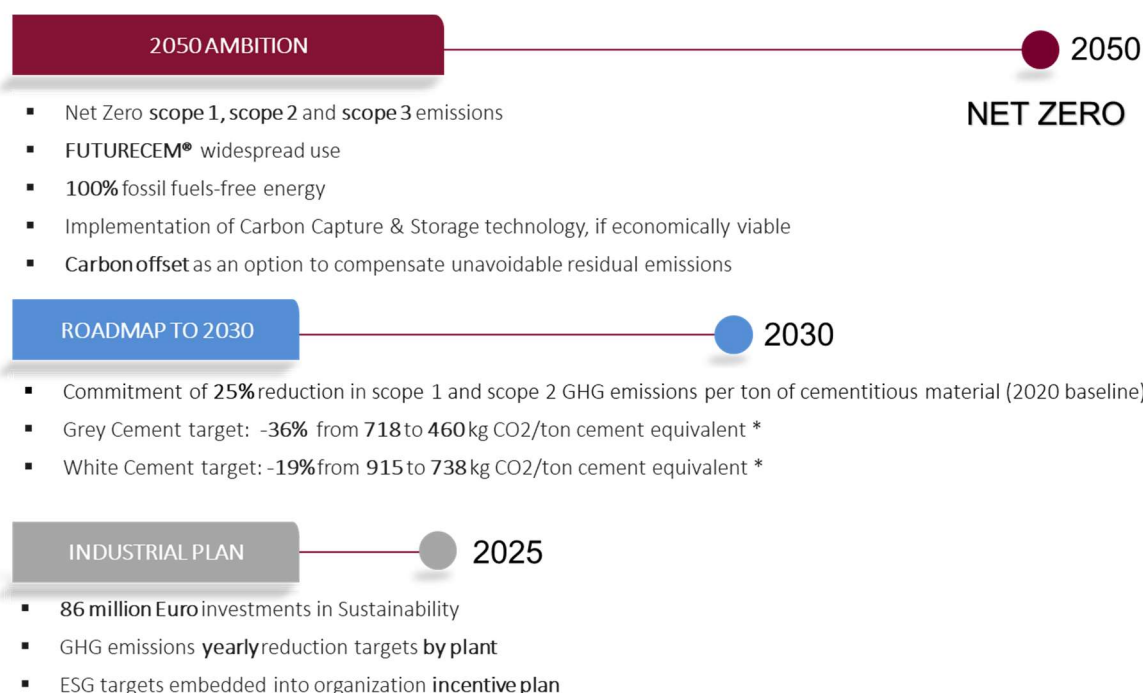 2050 AMBITION
2050
NET ZERO
▪ Net Zero scope 1, scope 2 and scope 3 emissions
▪ FUTURECEM® widespread use
▪ 100% fossil fuels-free energy
▪ Implementation of Carbon Capture & Storage technology, if economically viable
▪ Carbon offset as an option to compensate unavoidable residual emissions
ROADMAP TO 2030
2030
▪ Commitment of 25% reduction in scope 1 and scope 2 GHG emissions per ton of cementitious material (2020 baseline)
▪ Grey Cement target: -36% from 718 to 460 kg CO2/ton cement equivalent *
▪ White Cement target: -19% from 915 to 738 kg CO2/ton cement equivalent *
INDUSTRIAL PLAN
2025
▪ 86 million Euro investments in Sustainability
▪ GHG emissions yearly reduction targets by plant
▪ ESG targets embedded into organization incentive plan